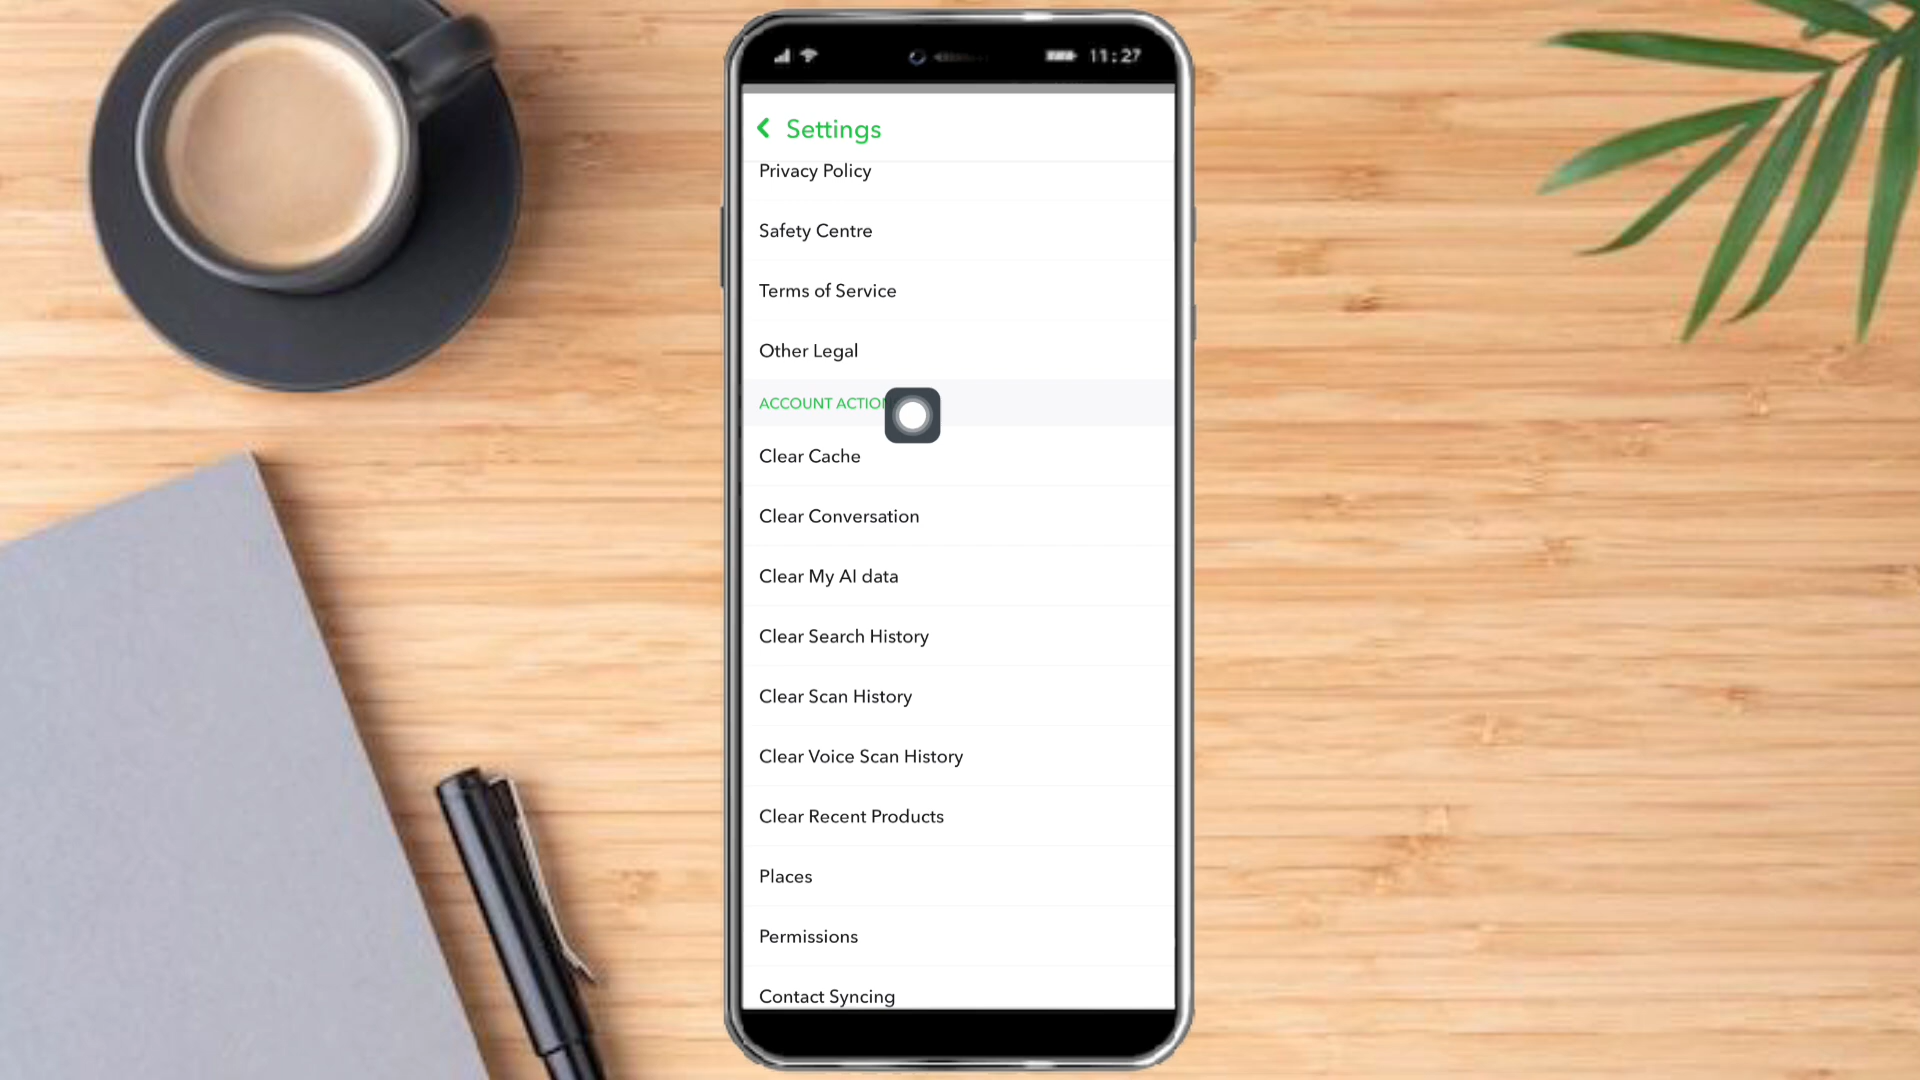 11:27
Settings
Privacy Policy
Safety Centre
Terms of Service
Other Legal
ACCOUNT
Clear Cache
Clear Conversation
Clear My AI data
Clear Search History
Clear Scan History
Clear Voice Scan History
Clear Recent Products
Places
Permissions
Contact Syncing